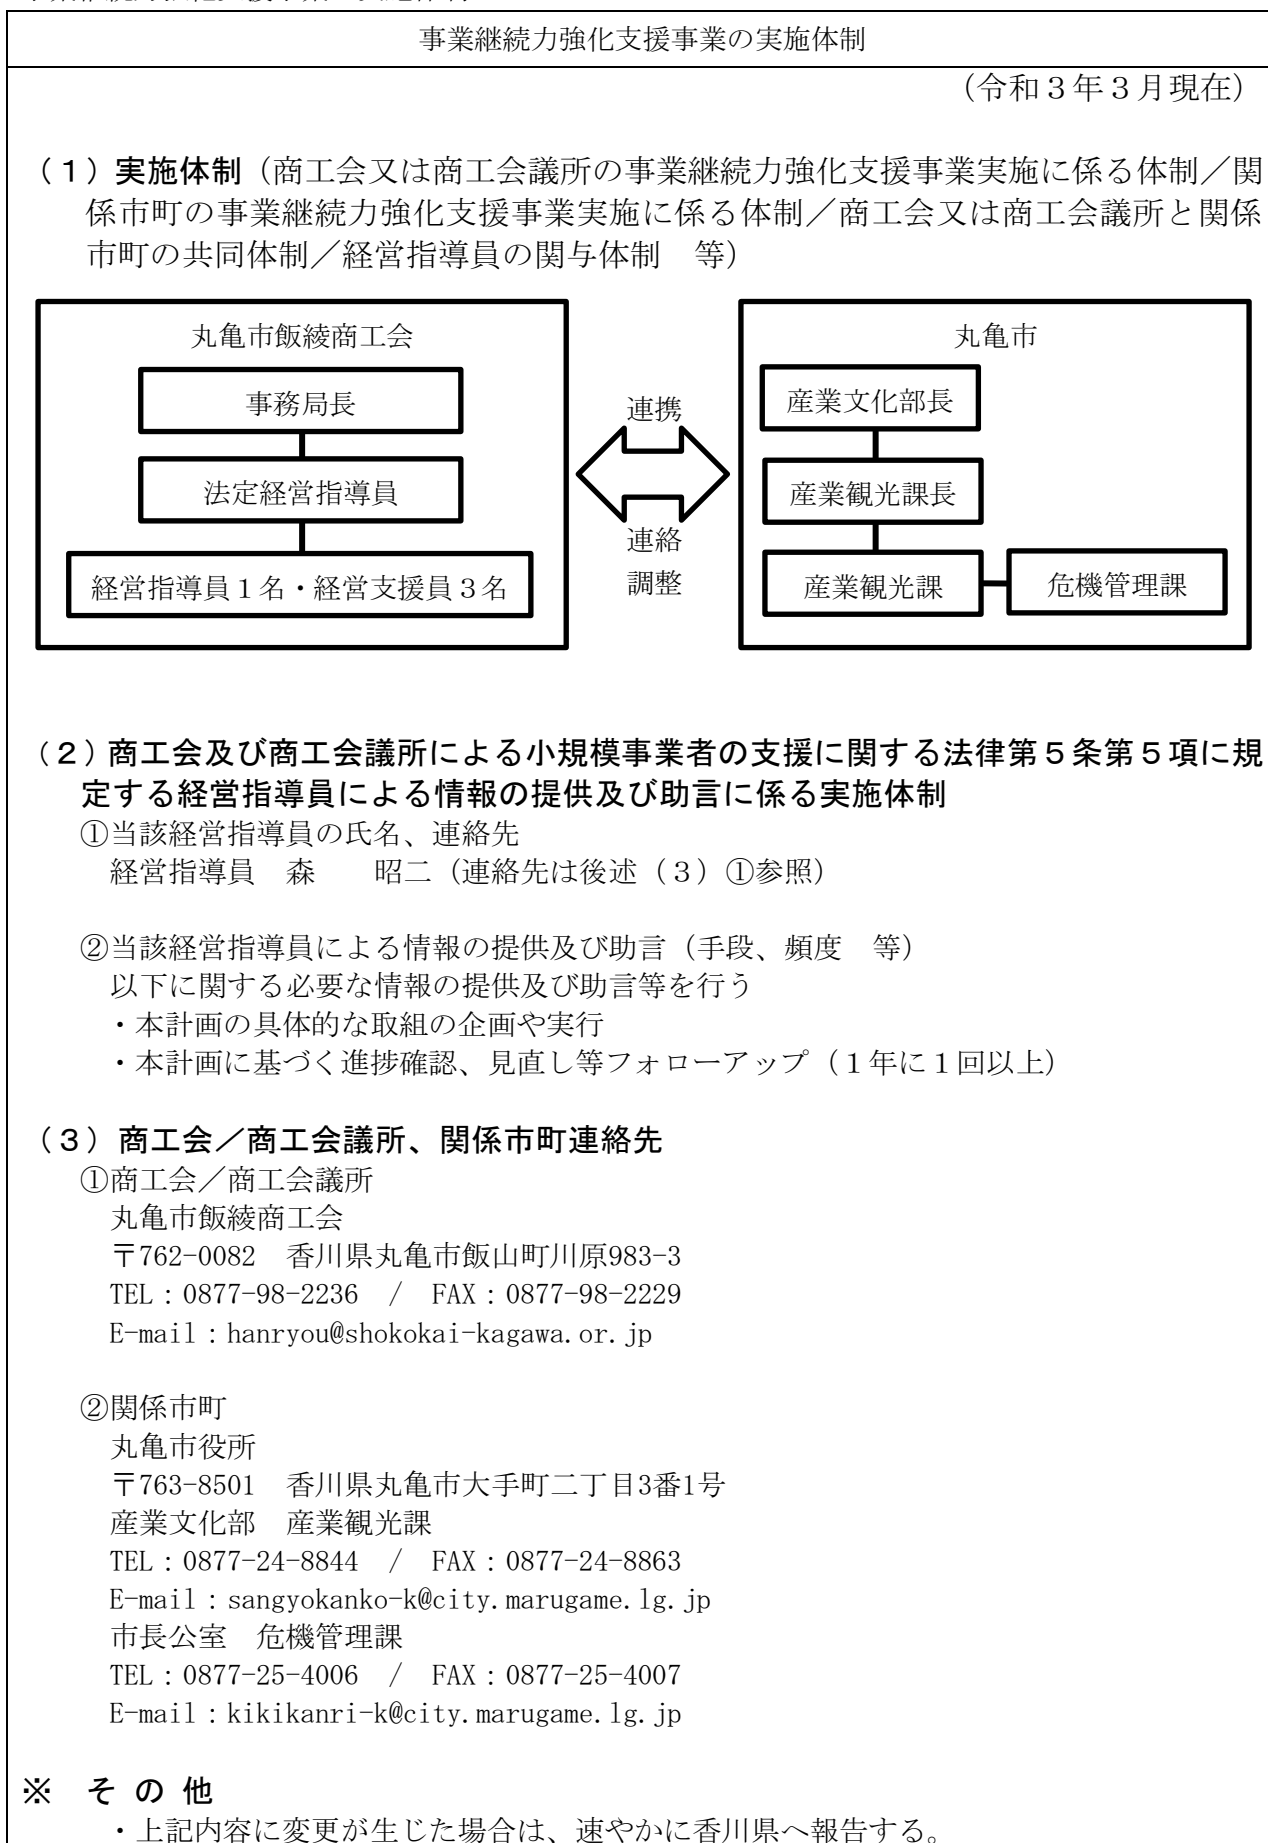 事業継続力強化支援事業の実施体制
（令和３年３月現在）
（１）実施体制（商工会又は商工会議所の事業継続力強化支援事業実施に係る体制／関
係市町の事業継続力強化支援事業実施に係る体制／商工会又は商工会議所と関係
市町の共同体制／経営指導員の関与体制　等）
丸亀市飯綾商工会
事務局長
法定経営指導員
経営指導員１名・経営支援員３名
連携
連絡
調整
丸亀市
産業文化部長
産業観光課長
産業観光課
危機管理課
（２）商工会及び商工会議所による小規模事業者の支援に関する法律第５条第５項に規
定する経営指導員による情報の提供及び助言に係る実施体制
①当該経営指導員の氏名、連絡先
経営指導員　森　　昭二（連絡先は後述（３）①参照）
②当該経営指導員による情報の提供及び助言（手段、頻度　等）
以下に関する必要な情報の提供及び助言等を行う
・本計画の具体的な取組の企画や実行
・本計画に基づく進捗確認、見直し等フォローアップ（１年に１回以上）
（３）商工会／商工会議所、関係市町連絡先
①商工会／商工会議所
丸亀市飯綾商工会
〒762-0082　香川県丸亀市飯山町川原983-3
TEL：0877-98-2236　/　FAX：0877-98-2229
E-mail：hanryou@shokokai-kagawa.or.jp
②関係市町
丸亀市役所
〒763-8501　香川県丸亀市大手町二丁目3番1号
産業文化部　産業観光課
TEL：0877-24-8844　/　FAX：0877-24-8863
E-mail：sangyokanko-k@city.marugame.lg.jp
市長公室　危機管理課
TEL：0877-25-4006　/　FAX：0877-25-4007
E-mail：kikikanri-k@city.marugame.lg.jp
※　そ の 他
・上記内容に変更が生じた場合は、速やかに香川県へ報告する。